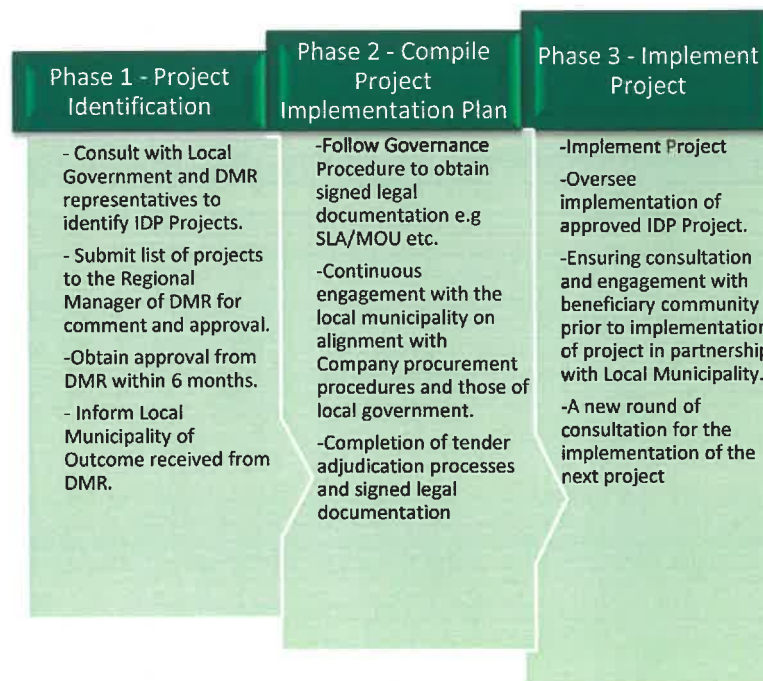 Phase 1 - Project
Identification
- Consult with Local
Government and DMR
representatives to
identify IDP Projects.
- Submit list of projects
to the Regional
Manager of DMR for
comment and approval.
-Obtain approval from
DMR within 6 months.
- Inform Local
Municipality of
Outcome received from
DMR.
Phase 2 - Compile
Project
Implementation Plan
-Follow Governance
Procedure to obtain
signed legal
documentation e.g
SLA/MOU etc.
-Continuous
engagement with the
local municipality on
alignment with
Company procurement
procedures and those of
local government.
-Completion of tender
adjudication processes
and signed legal
documentation
Phase 3 - Implement
Project
-Implement Project
-Oversee
implementation of
approved IDP Project.
-Ensuring consultation
and engagement with
beneficiary community
prior to implementation
of project in partnership
with Local Municipality.
-A new round of
consultation for the
implementation of the
next project